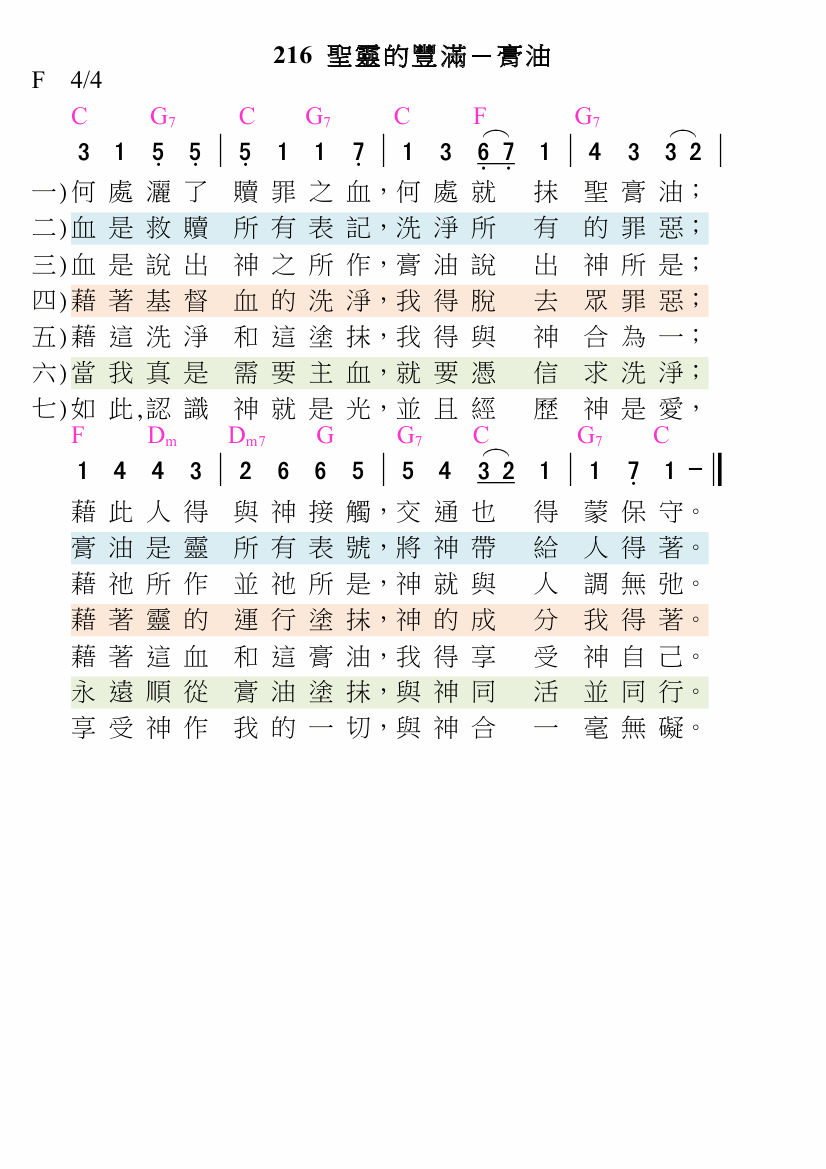 216 聖靈的豐滿－膏油
F 4/4
C G7 C G7 C F G7
3 1 5 5 | 5 1 1 7 | 1 3 6 7 1 | 4 3 3 2 |
一)何處灑了 贖罪之血，何處就 抹 聖膏油；
二)血是救贖 所有表記，洗淨所 有 的罪惡；
三)血是說出 神之所作，膏油說 出 神所是；
四)藉著基督 血的洗淨，我得脫 去 眾罪惡；
五)藉這洗淨 和這塗抹，我得與 神 合為一；
六)當我真是 需要主血，就要憑 信 求洗淨；
七)如此,認識 神就是光，並且經 歷 神是愛，
F Dm Dm7 G G7 C G7 C
1 4 4 3 | 2 6 6 5 | 5 4 3 2 1 | 1 7 1 - ‖
藉此人得 與神接觸，交通也 得 蒙保守。
膏油是靈 所有表號，將神帶 給 人得著。
藉祂所作 並祂所是，神就與 人 調無弛。
藉著靈的 運行塗抹，神的成 分 我得著。
藉著這血 和這膏油，我得享 受 神自己。
永遠順從 膏油塗抹，與神同 活 並同行。
享受神作 我的一切，與神合 一 毫無礙。